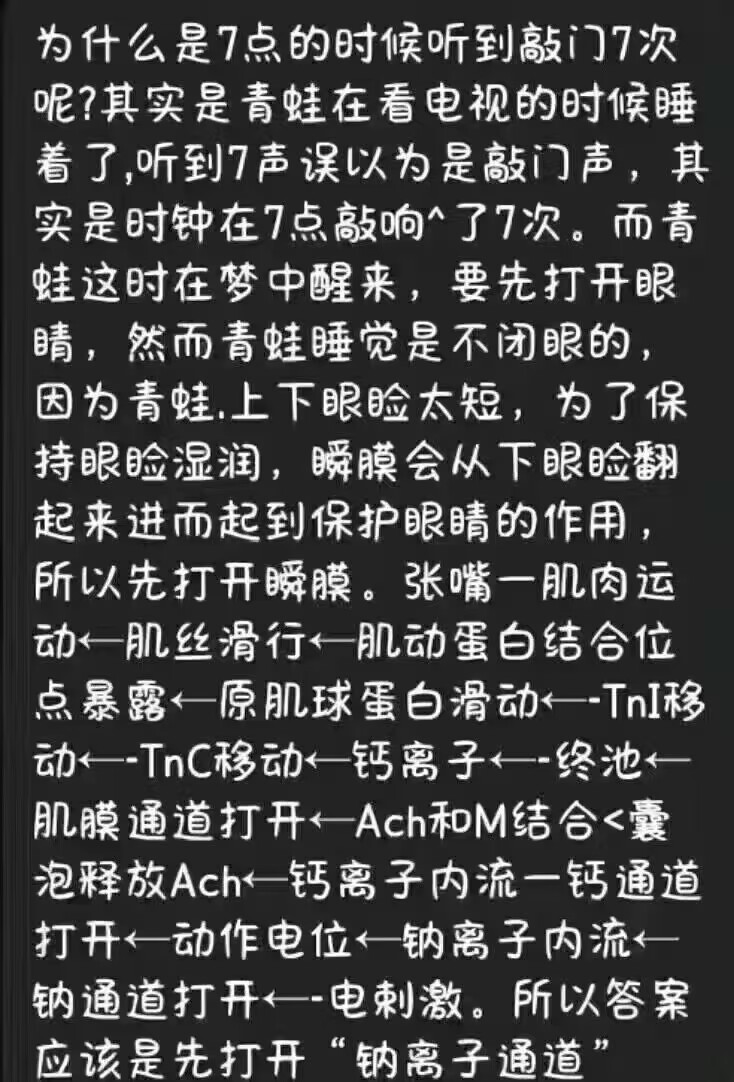 为什么是7点的时候听到敲门7次
呢?其实是青蛙在看电视的时候睡
着了,听到7声误以为是敲门声，其
实是时钟在7点敲响^了7次。而青
蛙这时在梦中醒来，要先打开眼
睛，然而青蛙睡觉是不闭眼的，
因为青蛙.上下眼睑太短，为了保
持眼睑湿润，瞬膜会从下眼睑翻
起来进而起到保护眼睛的作用，
所以先打开瞬膜。张嘴一肌肉运
动←肌丝滑行←肌动蛋白结合位
点暴露←原肌球蛋白滑动←-TnI移
动←-TnC移动←钙离子←-终池←
肌膜通道打开←Ach和M结合<囊
泡释放Ach←钙离子内流一钙通道
打开←动作电位←钠离子内流←
钠通道打开←-电刺激。所以答案
应该是先打开“钠离子通道”